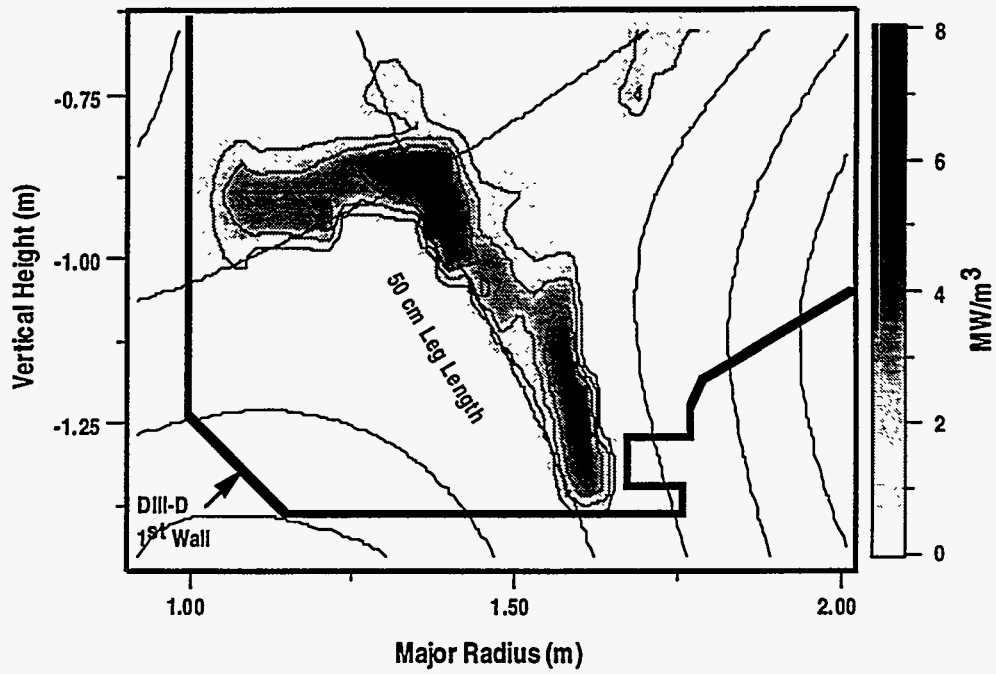 -0.75
-1.00
-1.25
Vertical Height (m)
50 cm Leg Length
DIII-D
1st Wall
1.00
1.50
2.00
Major Radius (m)
8
6
4
2
0
MW/m3